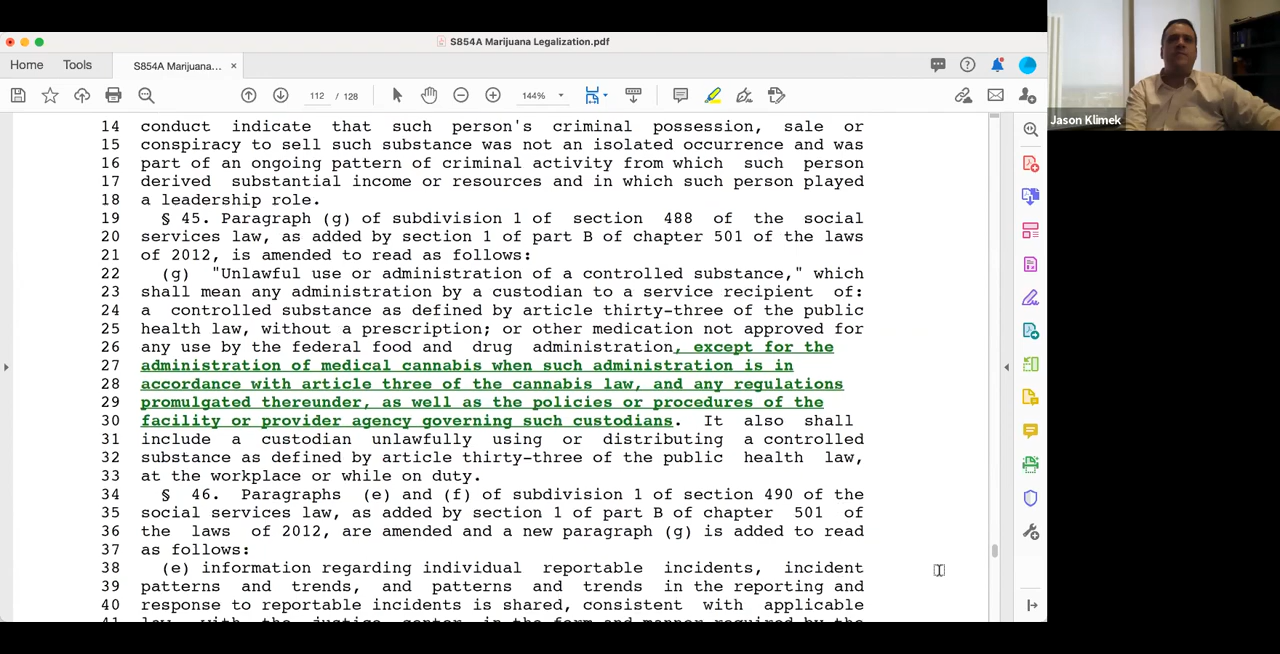 S854A Marijuana Legalization.pdf
Home Tools S854A Marijuana... ×
112 / 128 144%
Jason Klimek
14 conduct indicate that such person's criminal possession, sale or
15 conspiracy to sell such substance was not an isolated occurrence and was
16 part of an ongoing pattern of criminal activity from which such person
17 derived substantial income or resources and in which such person played
18 a leadership role.
19 § 45. Paragraph (g) of subdivision 1 of section 488 of the social
20 services law, as added by section 1 of part B of chapter 501 of the laws
21 of 2012, is amended to read as follows:
22 (g) "Unlawful use or administration of a controlled substance," which
23 shall mean any administration by a custodian to a service recipient of:
24 a controlled substance as defined by article thirty-three of the public
25 health law, without a prescription; or other medication not approved for
26 any use by the federal food and drug administration, except for the
27 administration of medical cannabis when such administration is in
28 accordance with article three of the cannabis law, and any regulations
29 promulgated thereunder, as well as the policies or procedures of the
30 facility or provider agency governing such custodians. It also shall
31 include a custodian unlawfully using or distributing a controlled
32 substance as defined by article thirty-three of the public health law,
33 at the workplace or while on duty.
34 § 46. Paragraphs (e) and (f) of subdivision 1 of section 490 of the
35 social services law, as added by section 1 of part B of chapter 501 of
36 the laws of 2012, are amended and a new paragraph (g) is added to read
37 as follows:
38 (e) information regarding individual reportable incidents, incident
39 patterns and trends, and patterns and trends in the reporting and
40 response to reportable incidents is shared, consistent with applicable
41 law, with the justice center, in the form and manner required by the